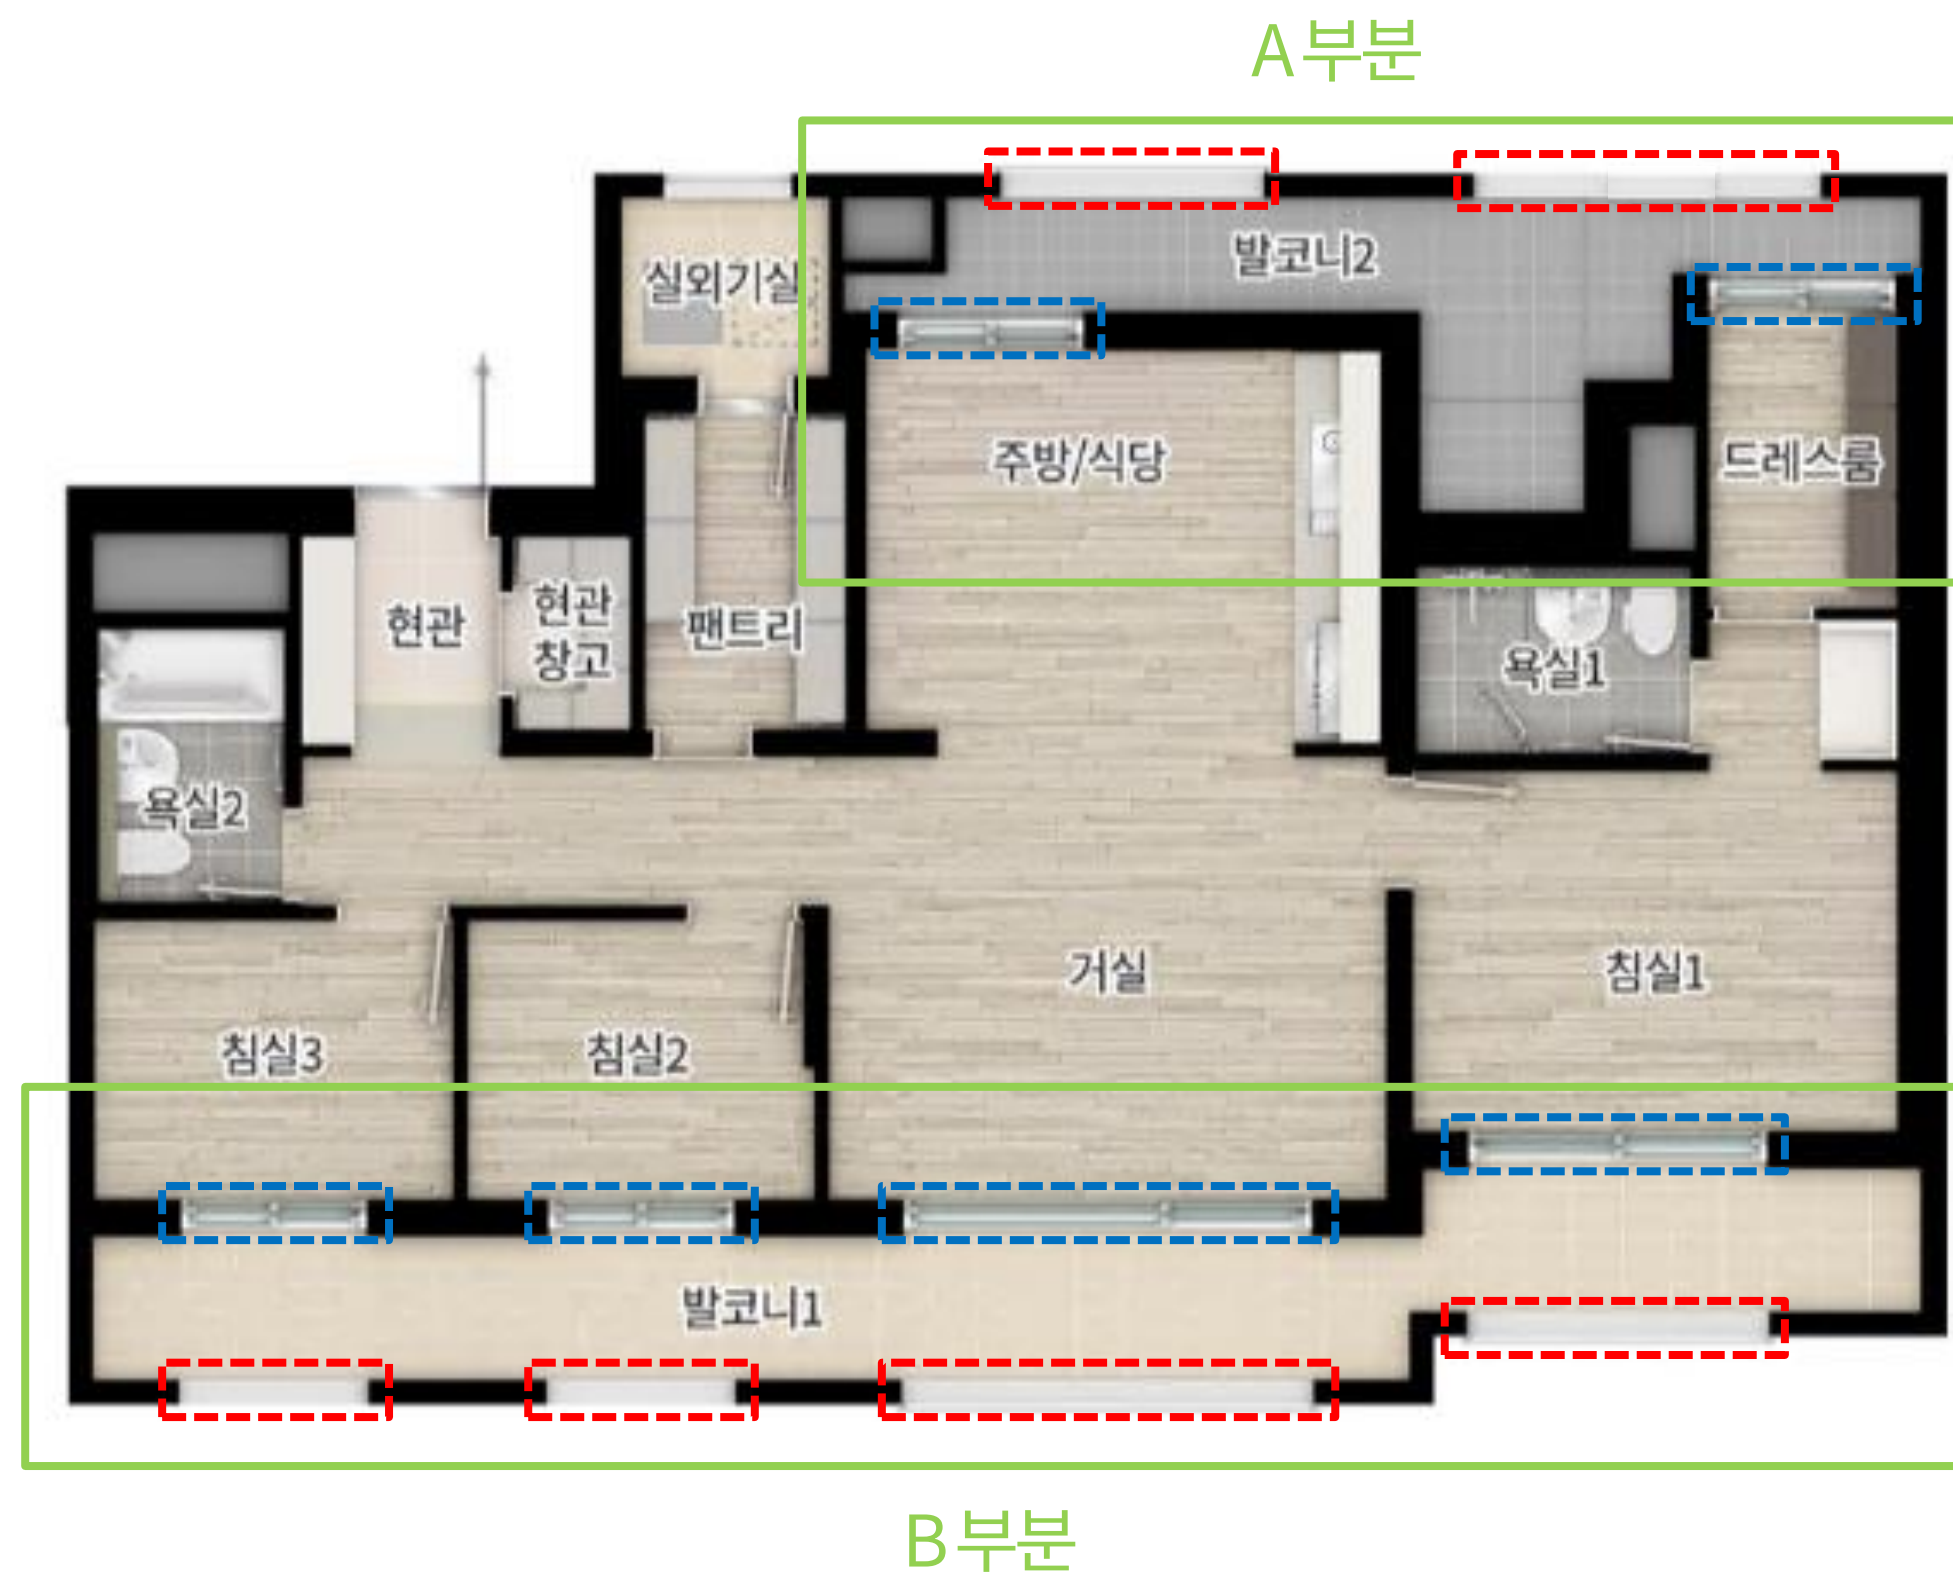 A부분
발코니2
실외기실
주방/식당
드레스룸
현관
현관
창고
팬트리
욕실1
욕실2
거실
침실1
침실3
침실2
발코니1
B부분